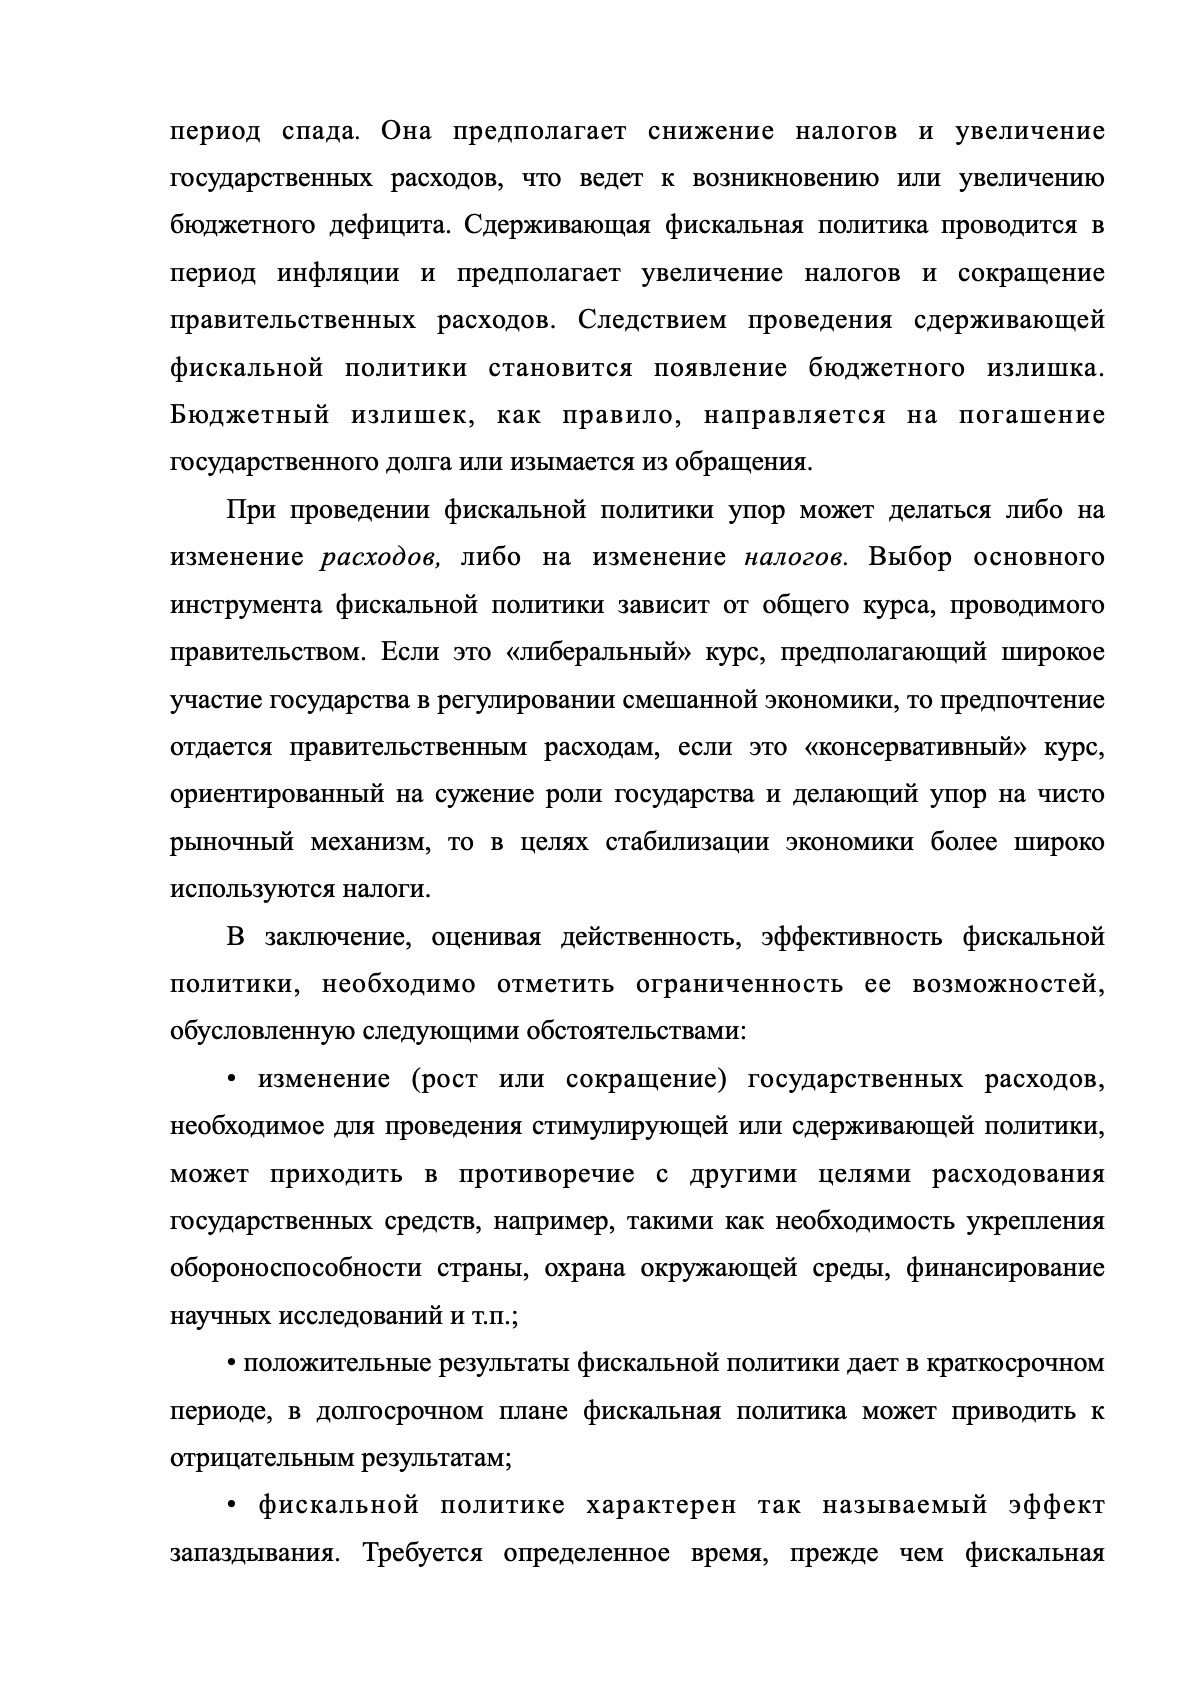 период спада. Она предполагает снижение налогов и увеличение
государственных расходов, что ведет к возникновению или увеличению
бюджетного дефицита. Сдерживающая фискальная политика проводится в
период инфляции и предполагает увеличение налогов и сокращение
правительственных расходов. Следствием проведения сдерживающей
фискальной политики становится появление бюджетного излишка.
Бюджетный излишек, как правило, направляется на погашение
государственного долга или изымается из обращения.
При проведении фискальной политики упор может делаться либо на
изменение расходов, либо на изменение налогов. Выбор основного
инструмента фискальной политики зависит от общего курса, проводимого
правительством. Если это «либеральный» курс, предполагающий широкое
участие государства в регулировании смешанной экономики, то предпочтение
отдается правительственным расходам, если это «консервативный» курс,
ориентированный на сужение роли государства и делающий упор на чисто
рыночный механизм, то в целях стабилизации экономики более широко
используются налоги.
В заключение, оценивая действенность, эффективность фискальной
политики, необходимо отметить ограниченность ее возможностей,
обусловленную следующими обстоятельствами:
• изменение (рост или сокращение) государственных расходов,
необходимое для проведения стимулирующей или сдерживающей политики,
может приходить в противоречие с другими целями расходования
государственных средств, например, такими как необходимость укрепления
обороноспособности страны, охрана окружающей среды, финансирование
научных исследований и т.п.;
• положительные результаты фискальной политики дает в краткосрочном
периоде, в долгосрочном плане фискальная политика может приводить к
отрицательным результатам;
• фискальной политике характерен так называемый эффект
запаздывания. Требуется определенное время, прежде чем фискальная